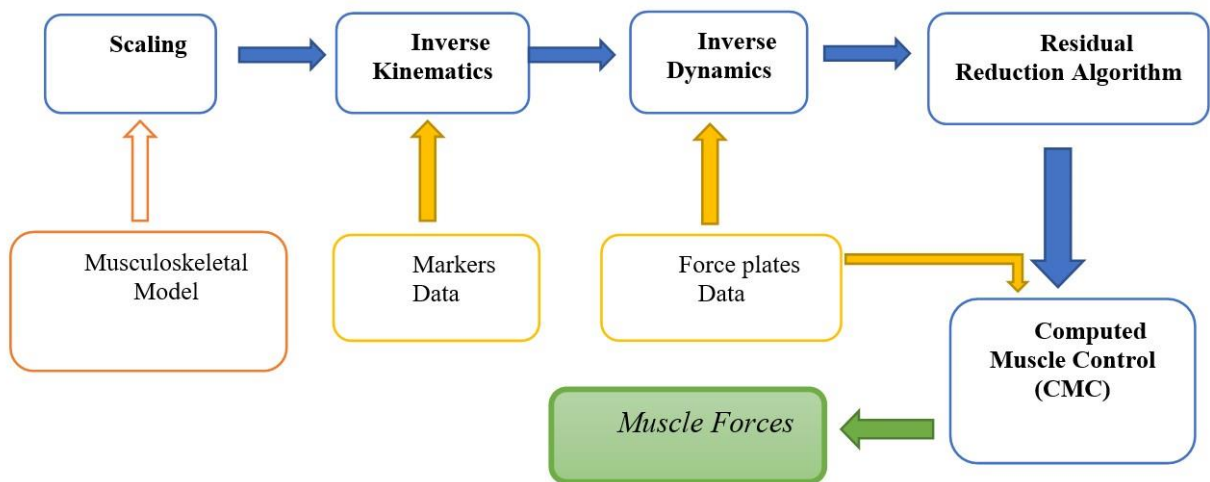 Scaling
Inverse
Kinematics
Inverse
Dynamics
Residual
Reduction Algorithm
Musculoskeletal
Model
Markers
Data
Force plates
Data
Computed
Muscle Control
(CMC)
Muscle Forces